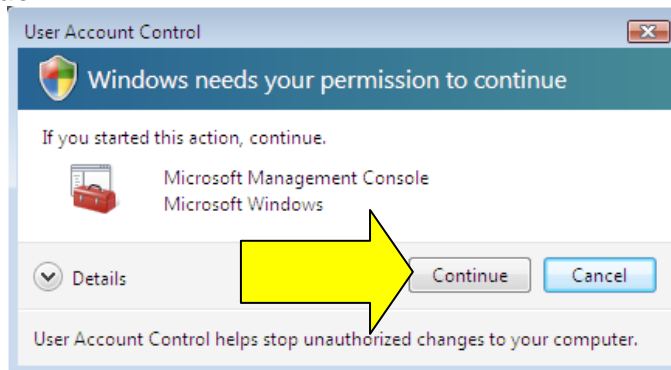 User Account Control
Windows needs your permission to continue
If you started this action, continue.
Microsoft Management Console
Microsoft Windows
Details
Continue
Cancel
User Account Control helps stop unauthorized changes to your computer.